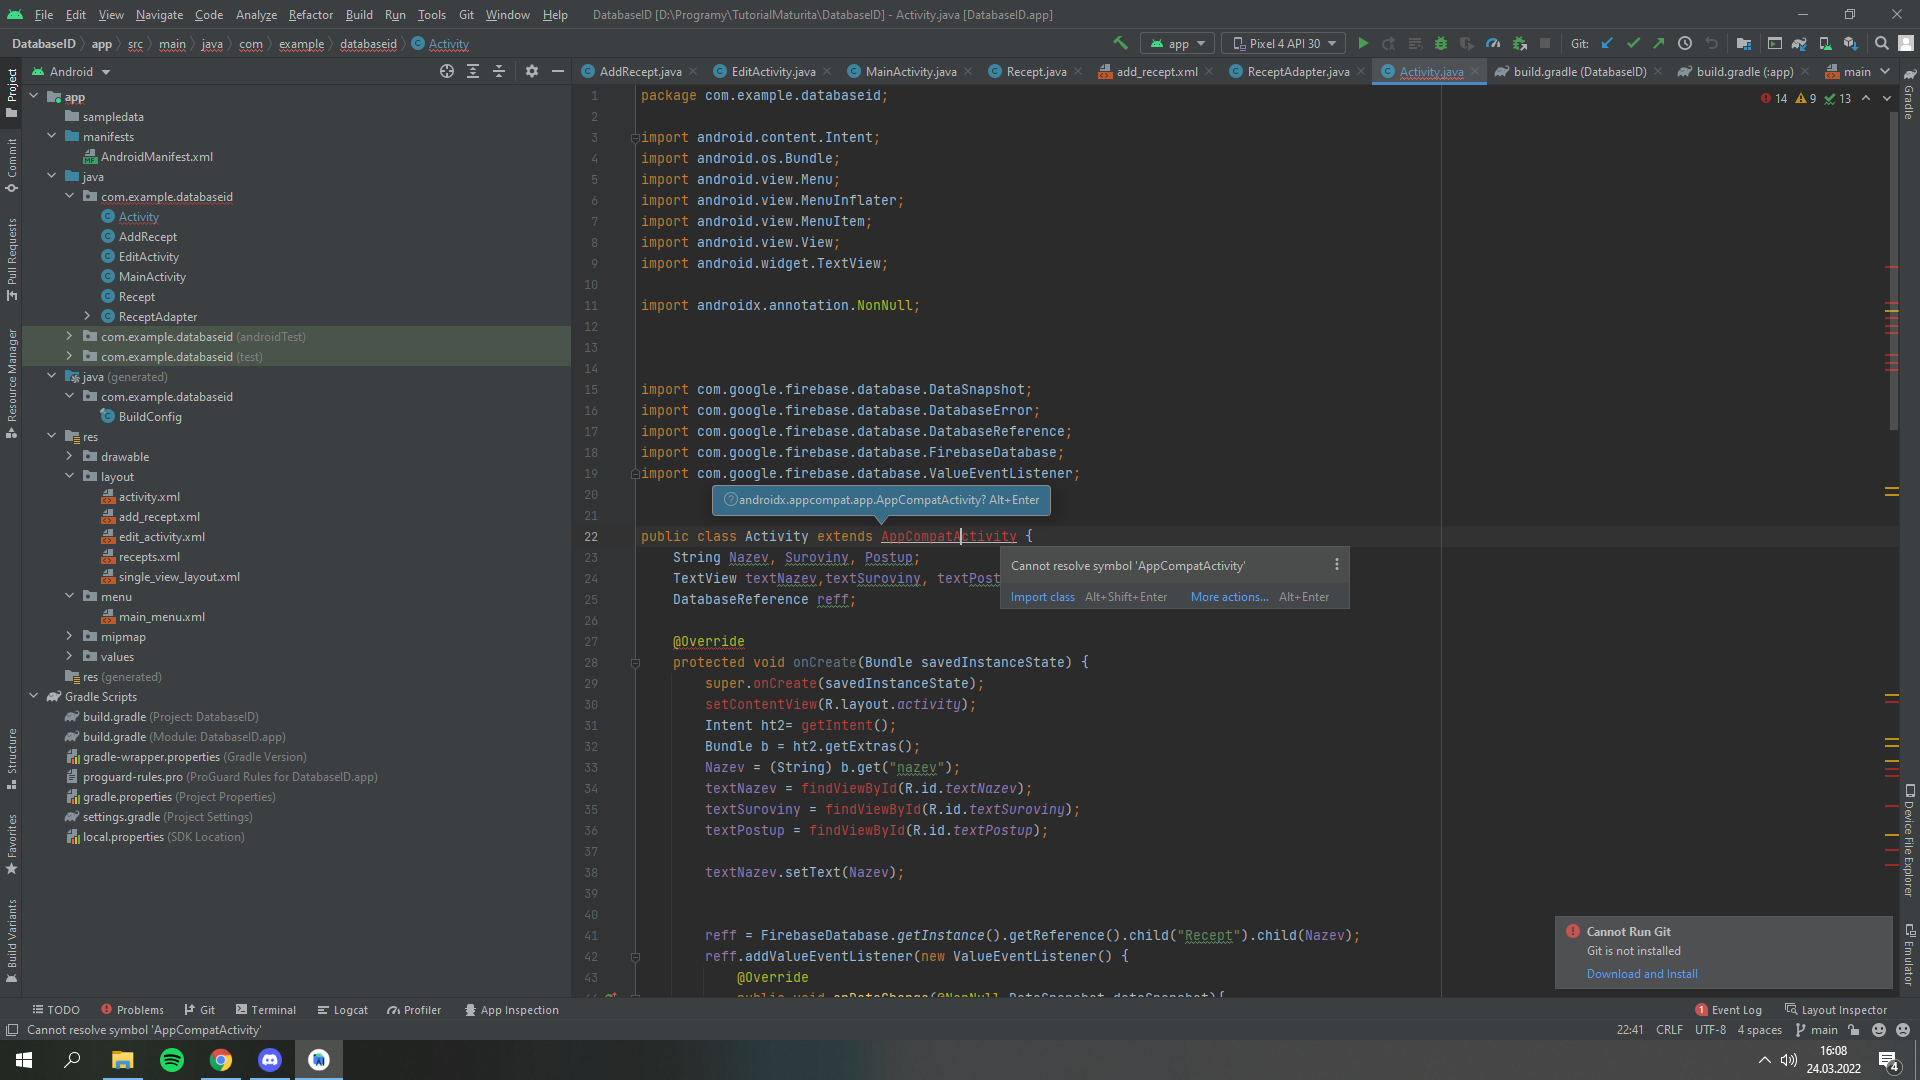 File Edit View Navigate Code Analyze Refactor Build Run Tools Git Window Help DatabaseID [D:\Programy\TutorialMaturita\DatabaseID] - Activity.java [DatabaseID.app]
DatabaseID app src main java com example databaseid Activity app Pixel 4 API 30 Git:
Project
Commit
Pull Requests
Resource Manager
Structure
Favorites
Build Variants
Android
app
sampledata
manifests
AndroidManifest.xml
java
com.example.databaseid
Activity
AddRecept
EditActivity
MainActivity
Recept
ReceptAdapter
com.example.databaseid (androidTest)
com.example.databaseid (test)
java (generated)
com.example.databaseid
BuildConfig
res
drawable
layout
activity.xml
add_recept.xml
edit_activity.xml
recepts.xml
single_view_layout.xml
menu
main_menu.xml
mipmap
values
res (generated)
Gradle Scripts
build.gradle (Project: DatabaseID)
build.gradle (Module: DatabaseID.app)
gradle-wrapper.properties (Gradle Version)
proguard-rules.pro (ProGuard Rules for DatabaseID.app)
gradle.properties (Project Properties)
settings.gradle (Project Settings)
local.properties (SDK Location)
AddRecept.java EditActivity.java MainActivity.java Recept.java add_recept.xml ReceptAdapter.java Activity.java build.gradle (DatabaseID) build.gradle (:app) main
14 9 13
1 package com.example.databaseid;
2
3 import android.content.Intent;
4 import android.os.Bundle;
5 import android.view.Menu;
6 import android.view.MenuInflater;
7 import android.view.MenuItem;
8 import android.view.View;
9 import android.widget.TextView;
10
11 import androidx.annotation.NonNull;
12
13
14
15 import com.google.firebase.database.DataSnapshot;
16 import com.google.firebase.database.DatabaseError;
17 import com.google.firebase.database.DatabaseReference;
18 import com.google.firebase.database.FirebaseDatabase;
19 import com.google.firebase.database.ValueEventListener;
20
androidx.appcompat.app.AppCompatActivity? Alt+Enter
21
22 public class Activity extends AppCompatActivity {
23 String Nazev, Suroviny, Postup;
24 TextView textNazev,textSuroviny, textPost
25 DatabaseReference reff;
Cannot resolve symbol 'AppCompatActivity'
Import class Alt+Shift+Enter More actions... Alt+Enter
26
27 @Override
28 protected void onCreate(Bundle savedInstanceState) {
29 super.onCreate(savedInstanceState);
30 setContentView(R.layout.activity);
31 Intent ht2= getIntent();
32 Bundle b = ht2.getExtras();
33 Nazev = (String) b.get("nazev");
34 textNazev = findViewById(R.id.textNazev);
35 textSuroviny = findViewById(R.id.textSuroviny);
36 textPostup = findViewById(R.id.textPostup);
37
38 textNazev.setText(Nazev);
39
40
41 reff = FirebaseDatabase.getInstance().getReference().child("Recept").child(Nazev);
42 reff.addValueEventListener(new ValueEventListener() {
43 @Override
44 public void onDataChange(@NonNull DataSnapshot dataSnapshot){
Gradle
Device File Explorer
Emulator
Cannot Run Git
Git is not installed
Download and Install
TODO Problems Git Terminal Logcat Profiler App Inspection 1 Event Log Layout Inspector
Cannot resolve symbol 'AppCompatActivity' 22:41 CRLF UTF-8 4 spaces main
16:08
24.03.2022
4